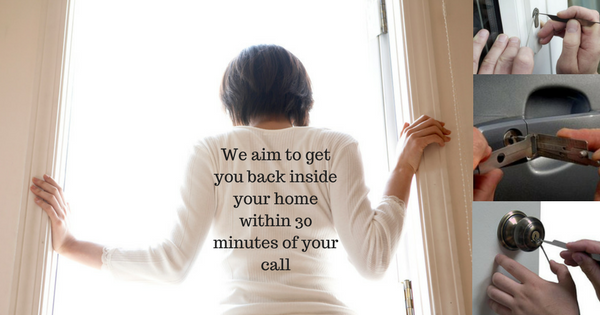 We aim to get
you back inside
your home
within 30
minutes of your
call